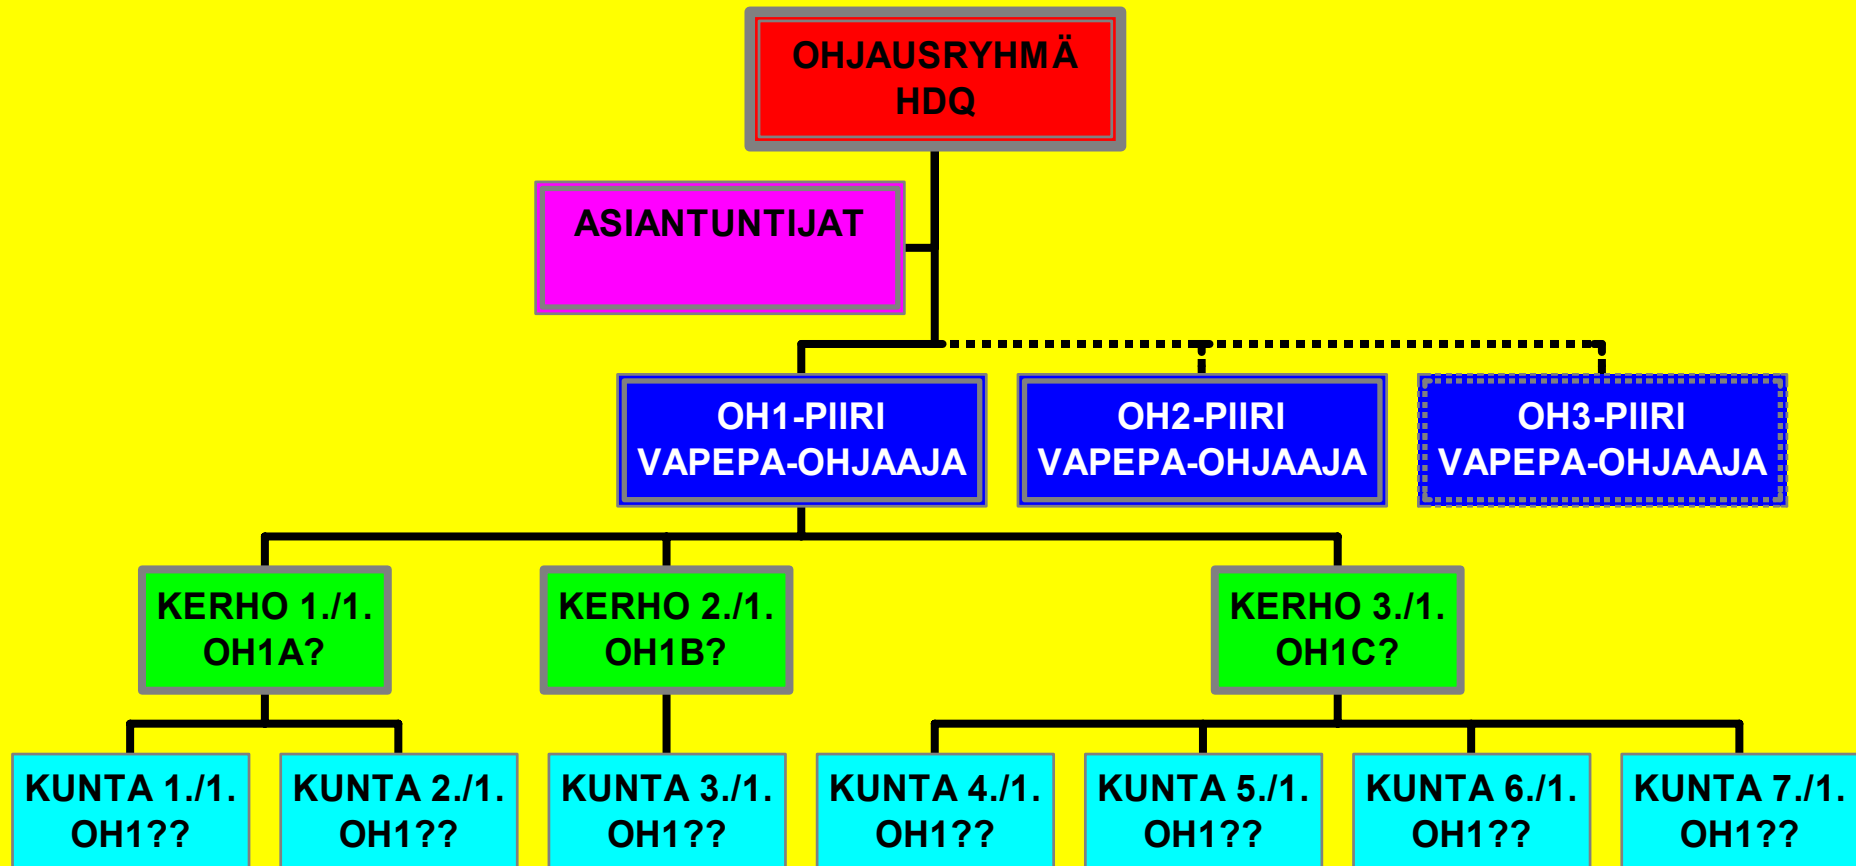 OHJAUSRYHMÄ
HDQ
ASIANTUNTIJAT
OH1-PIIRI
VAPEPA-OHJAAJA
OH2-PIIRI
VAPEPA-OHJAAJA
OH3-PIIRI
VAPEPA-OHJAAJA
KERHO 1./1.
OH1A?
KERHO 2./1.
OH1B?
KERHO 3./1.
OH1C?
KUNTA 1./1.
OH1??
KUNTA 2./1.
OH1??
KUNTA 3./1.
OH1??
KUNTA 4./1.
OH1??
KUNTA 5./1.
OH1??
KUNTA 6./1.
OH1??
KUNTA 7./1.
OH1??